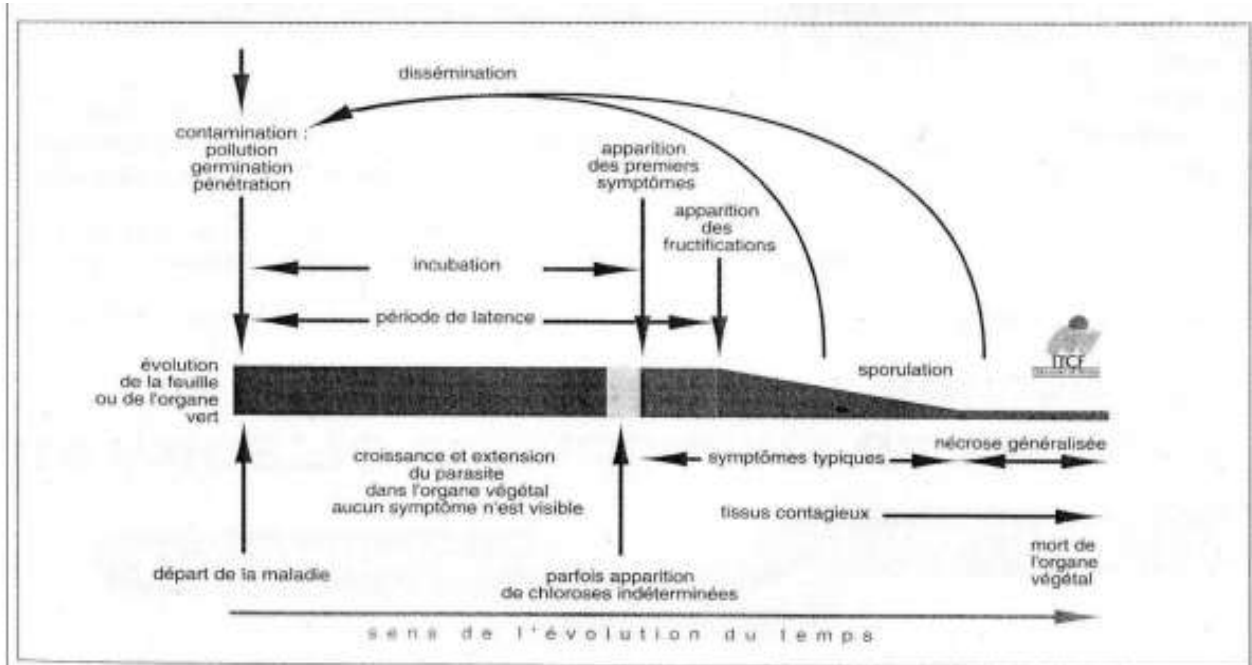 dissémination
contamination :
pollution
germination
pénétration
apparition
des premiers
symptômes
apparition
des
fructifications
incubation
période de latence
évolution
de la feuille
ou de l'organe
vert
sporulation
ITCF
nécrose généralisée
symptômes typiques
croissance et extension
du parasite
dans l'organe végétal
aucun symptôme n'est visible
tissus contagieux
mort de
l'organe
végétal
départ de la maladie
parfois apparition
de chloroses indéterminées
sens de l'évolution du temps